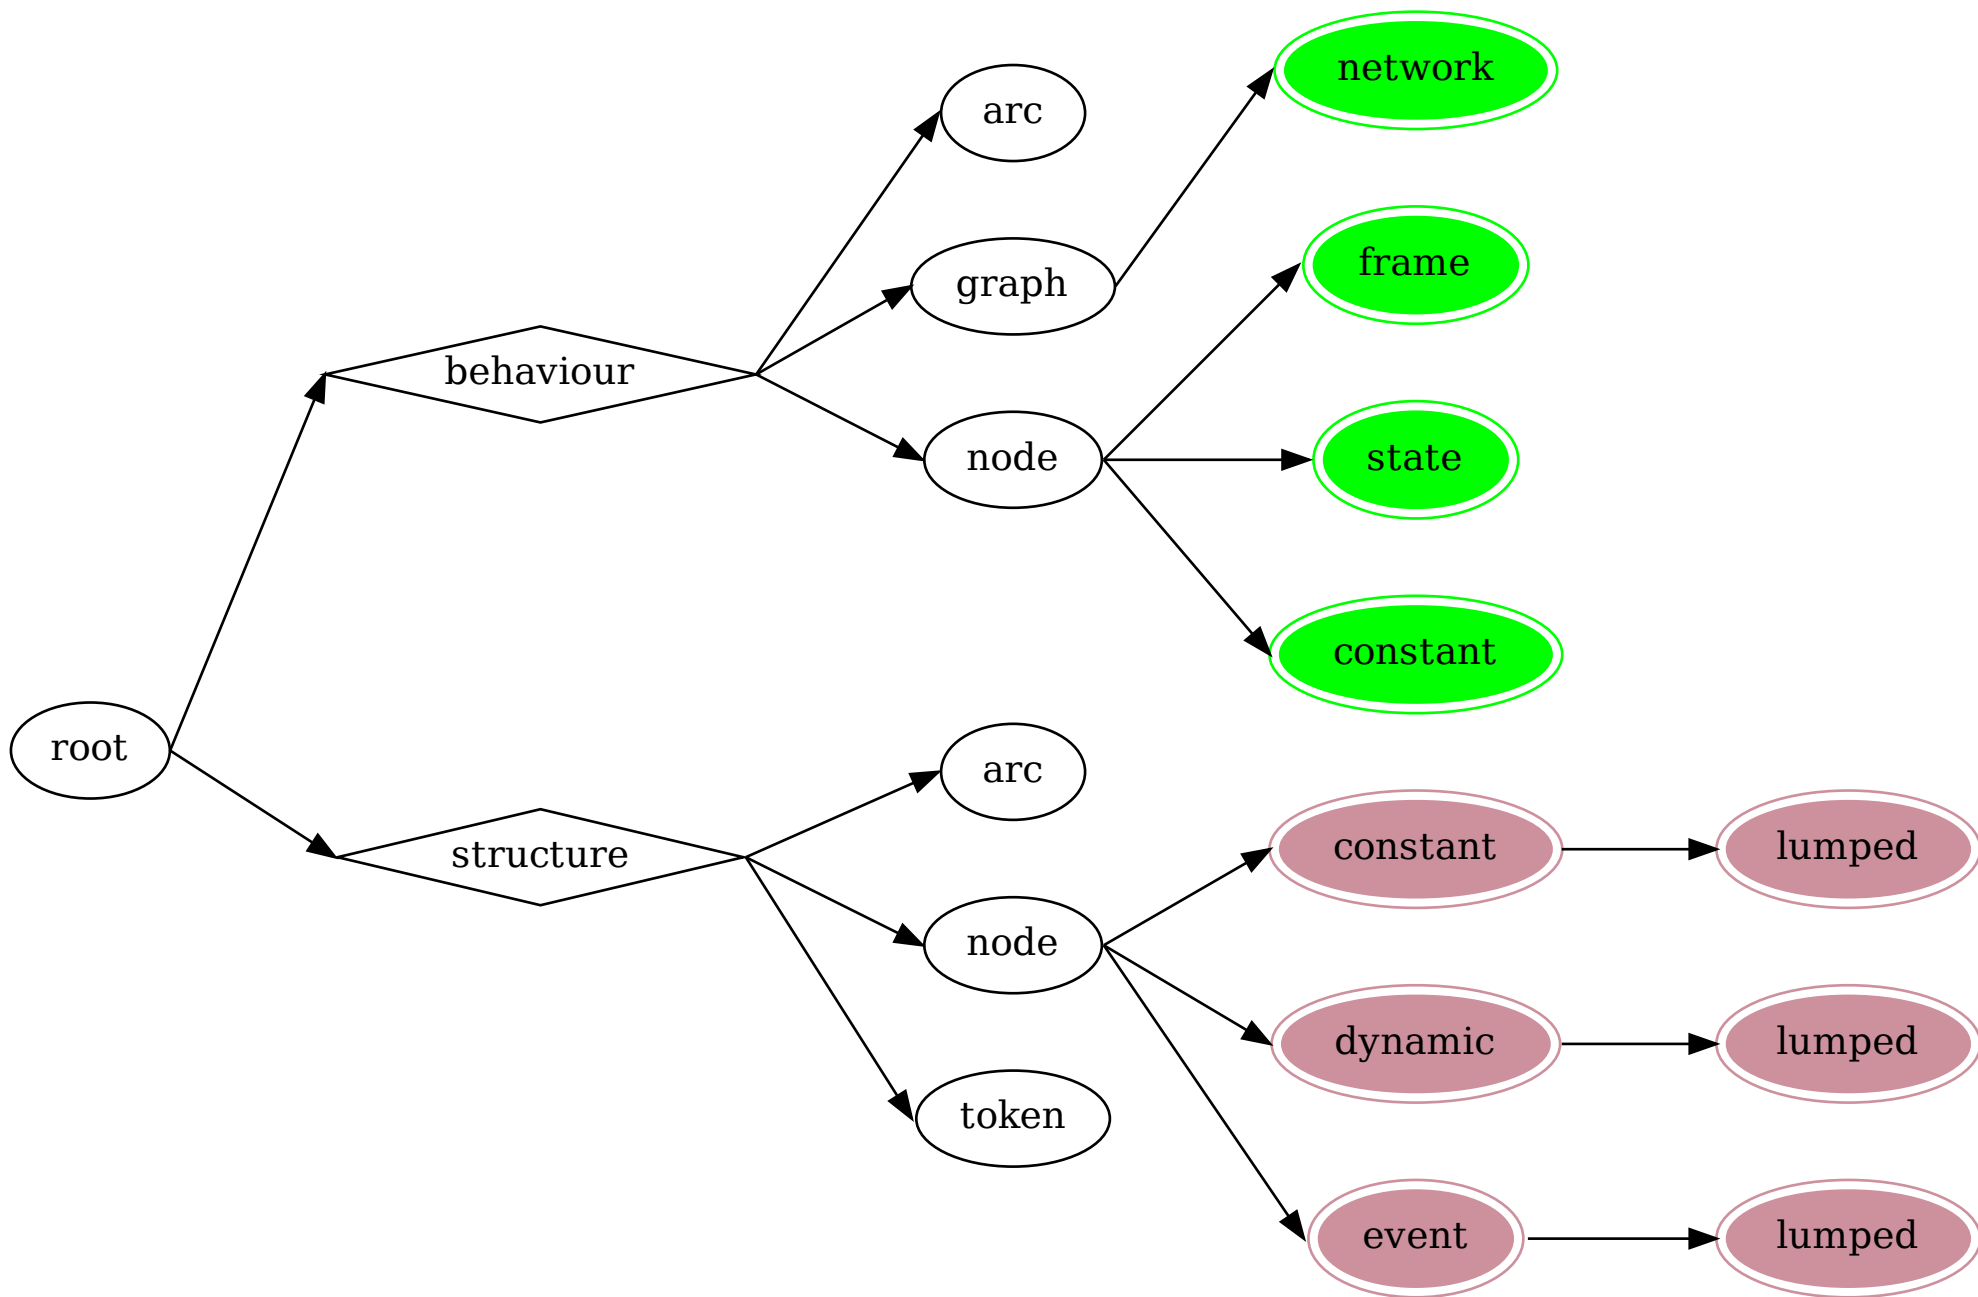 network
arc
frame
graph
behaviour
state
node
constant
root
arc
structure
constant
lumped
node
dynamic
lumped
token
event
lumped